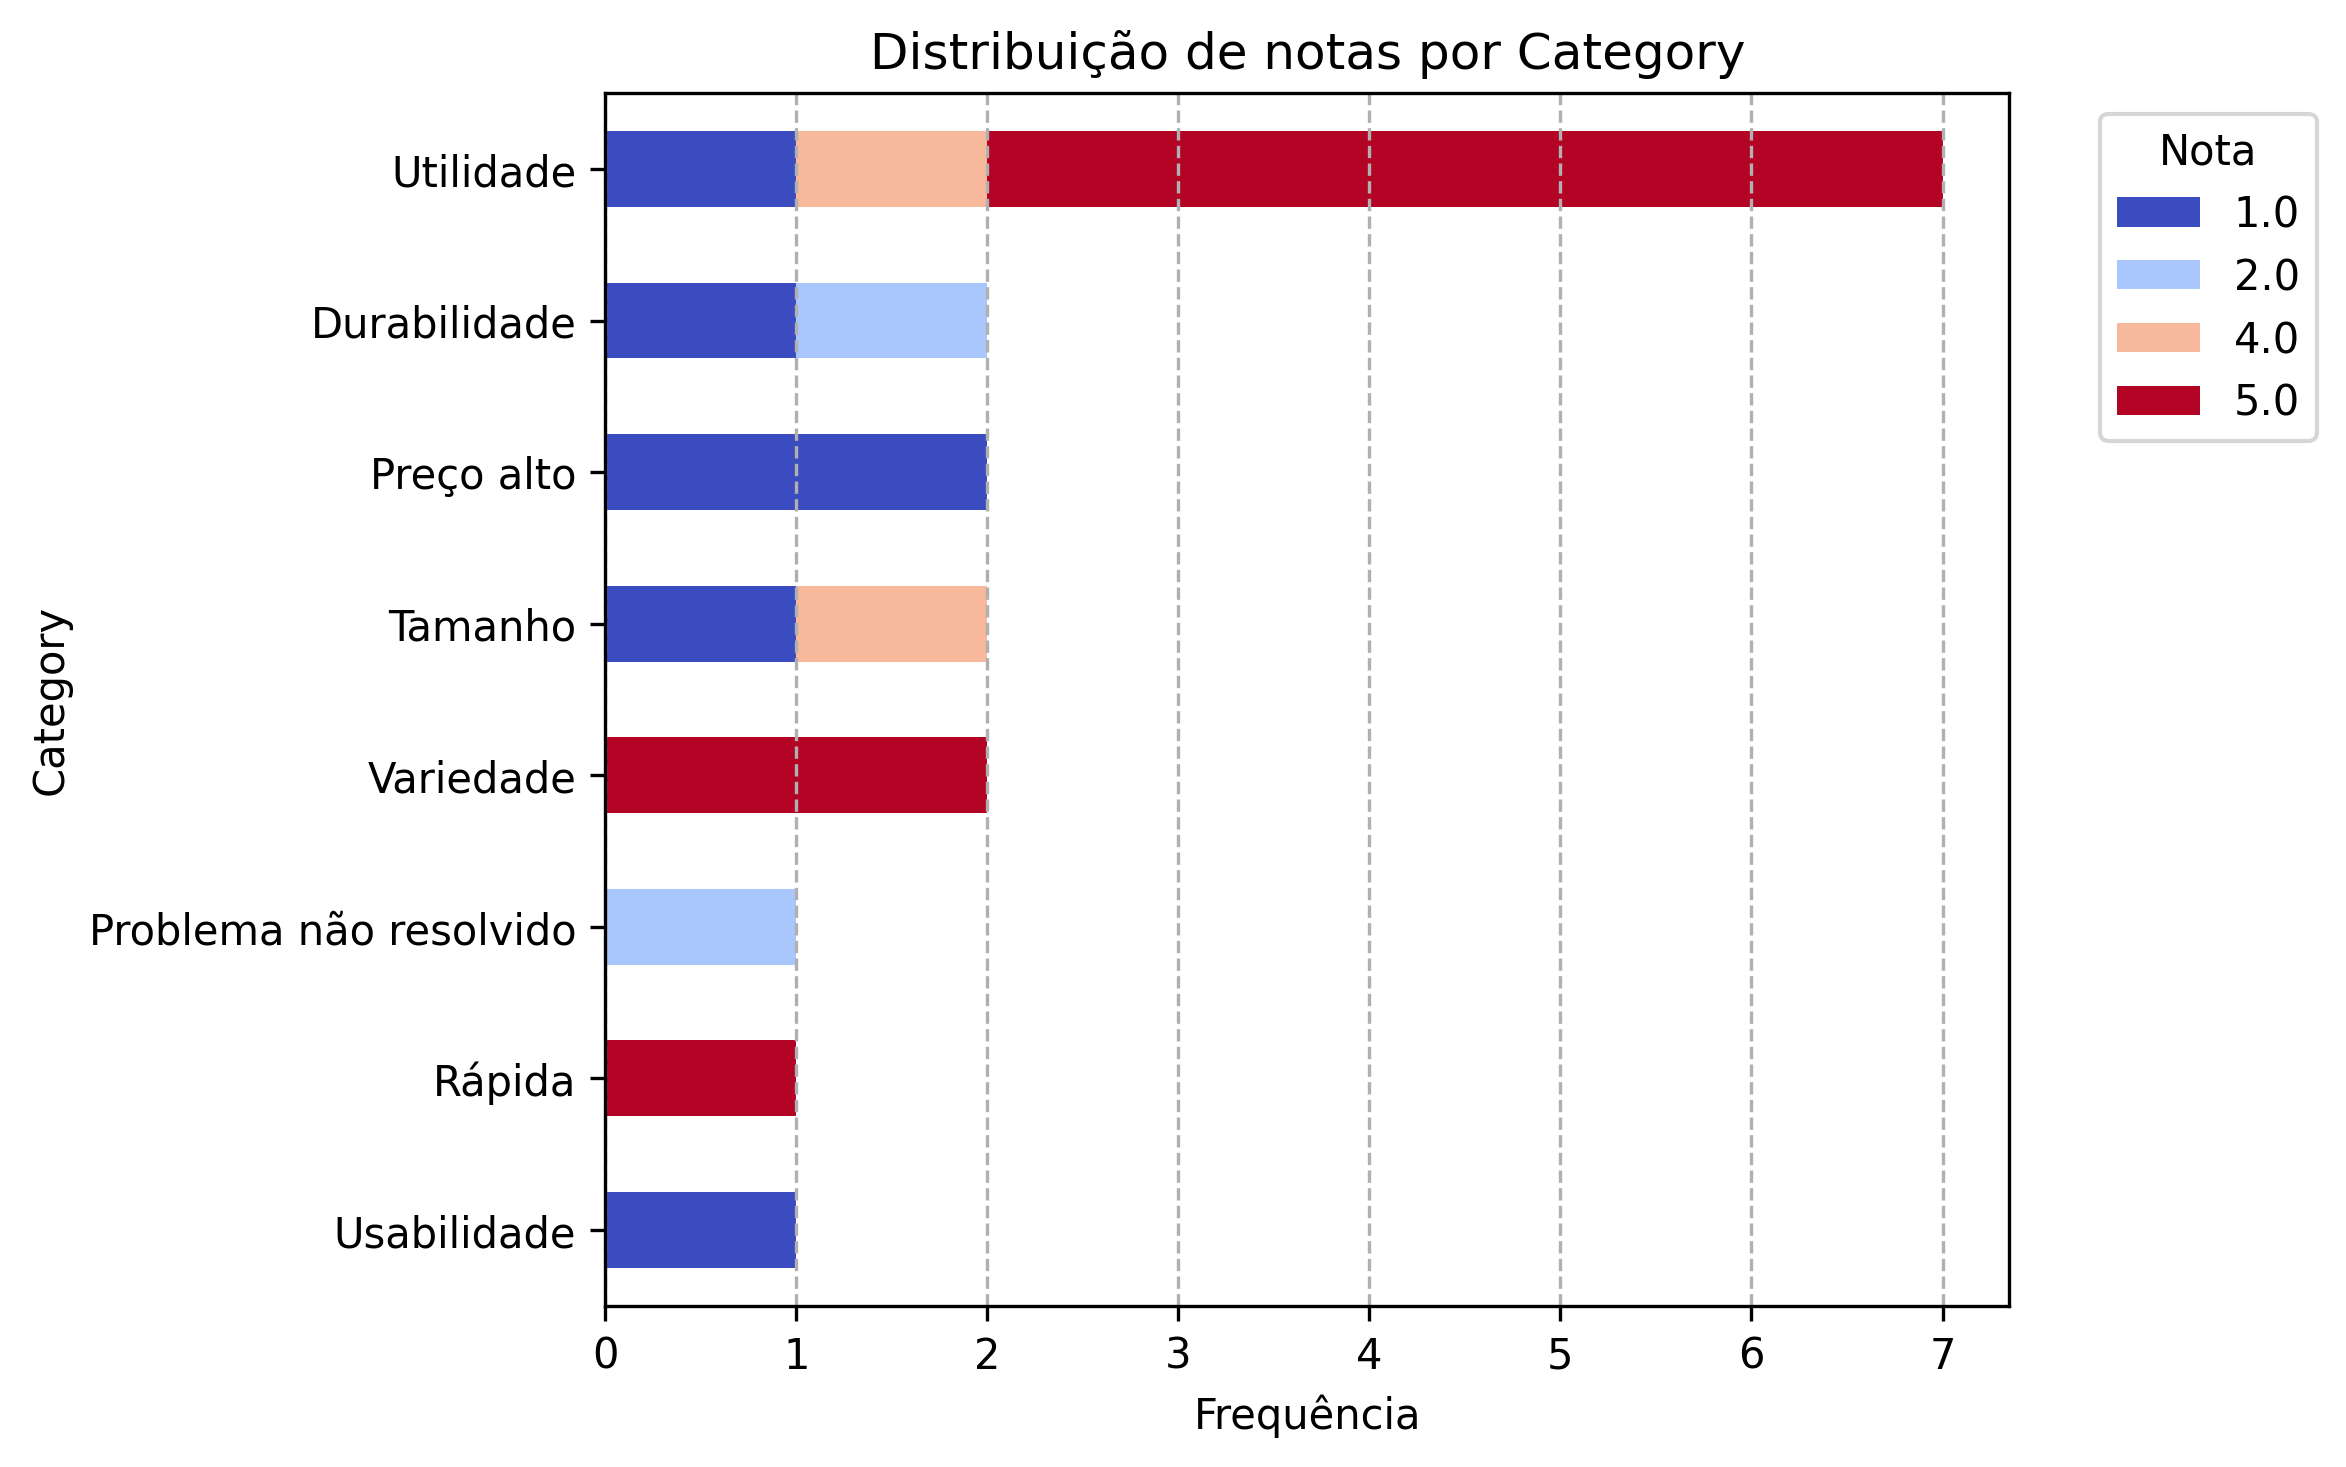 Distribuição de notas por Category
Utilidade
Durabilidade
Preço alto
Tamanho
Variedade
Problema não resolvido
Rápida
Usabilidade
Category
0 1 2 3 4 5 6 7
Frequência
Nota
1.0
2.0
4.0
5.0